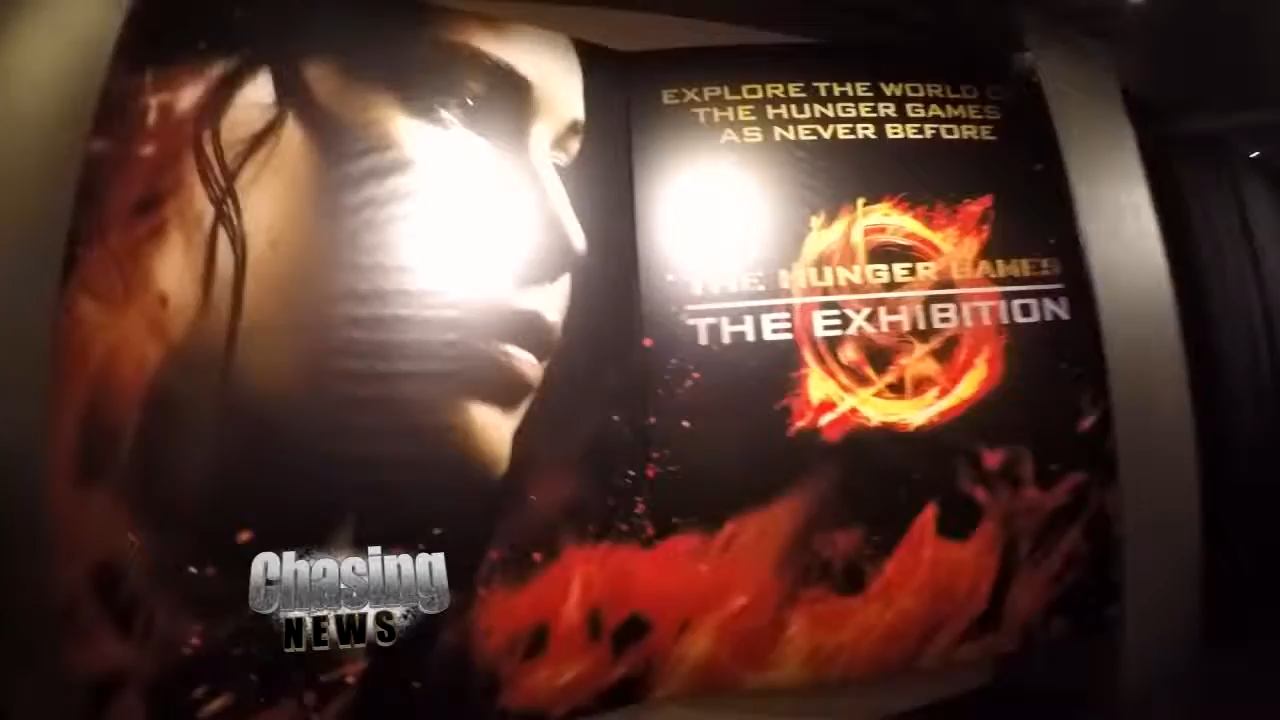 EXPLORE THE WORLD
THE HUNGER GAMES
AS NEVER BEFORE
THE HUNGER GAMES
THE EXHIBITION
Chasing
NEWS